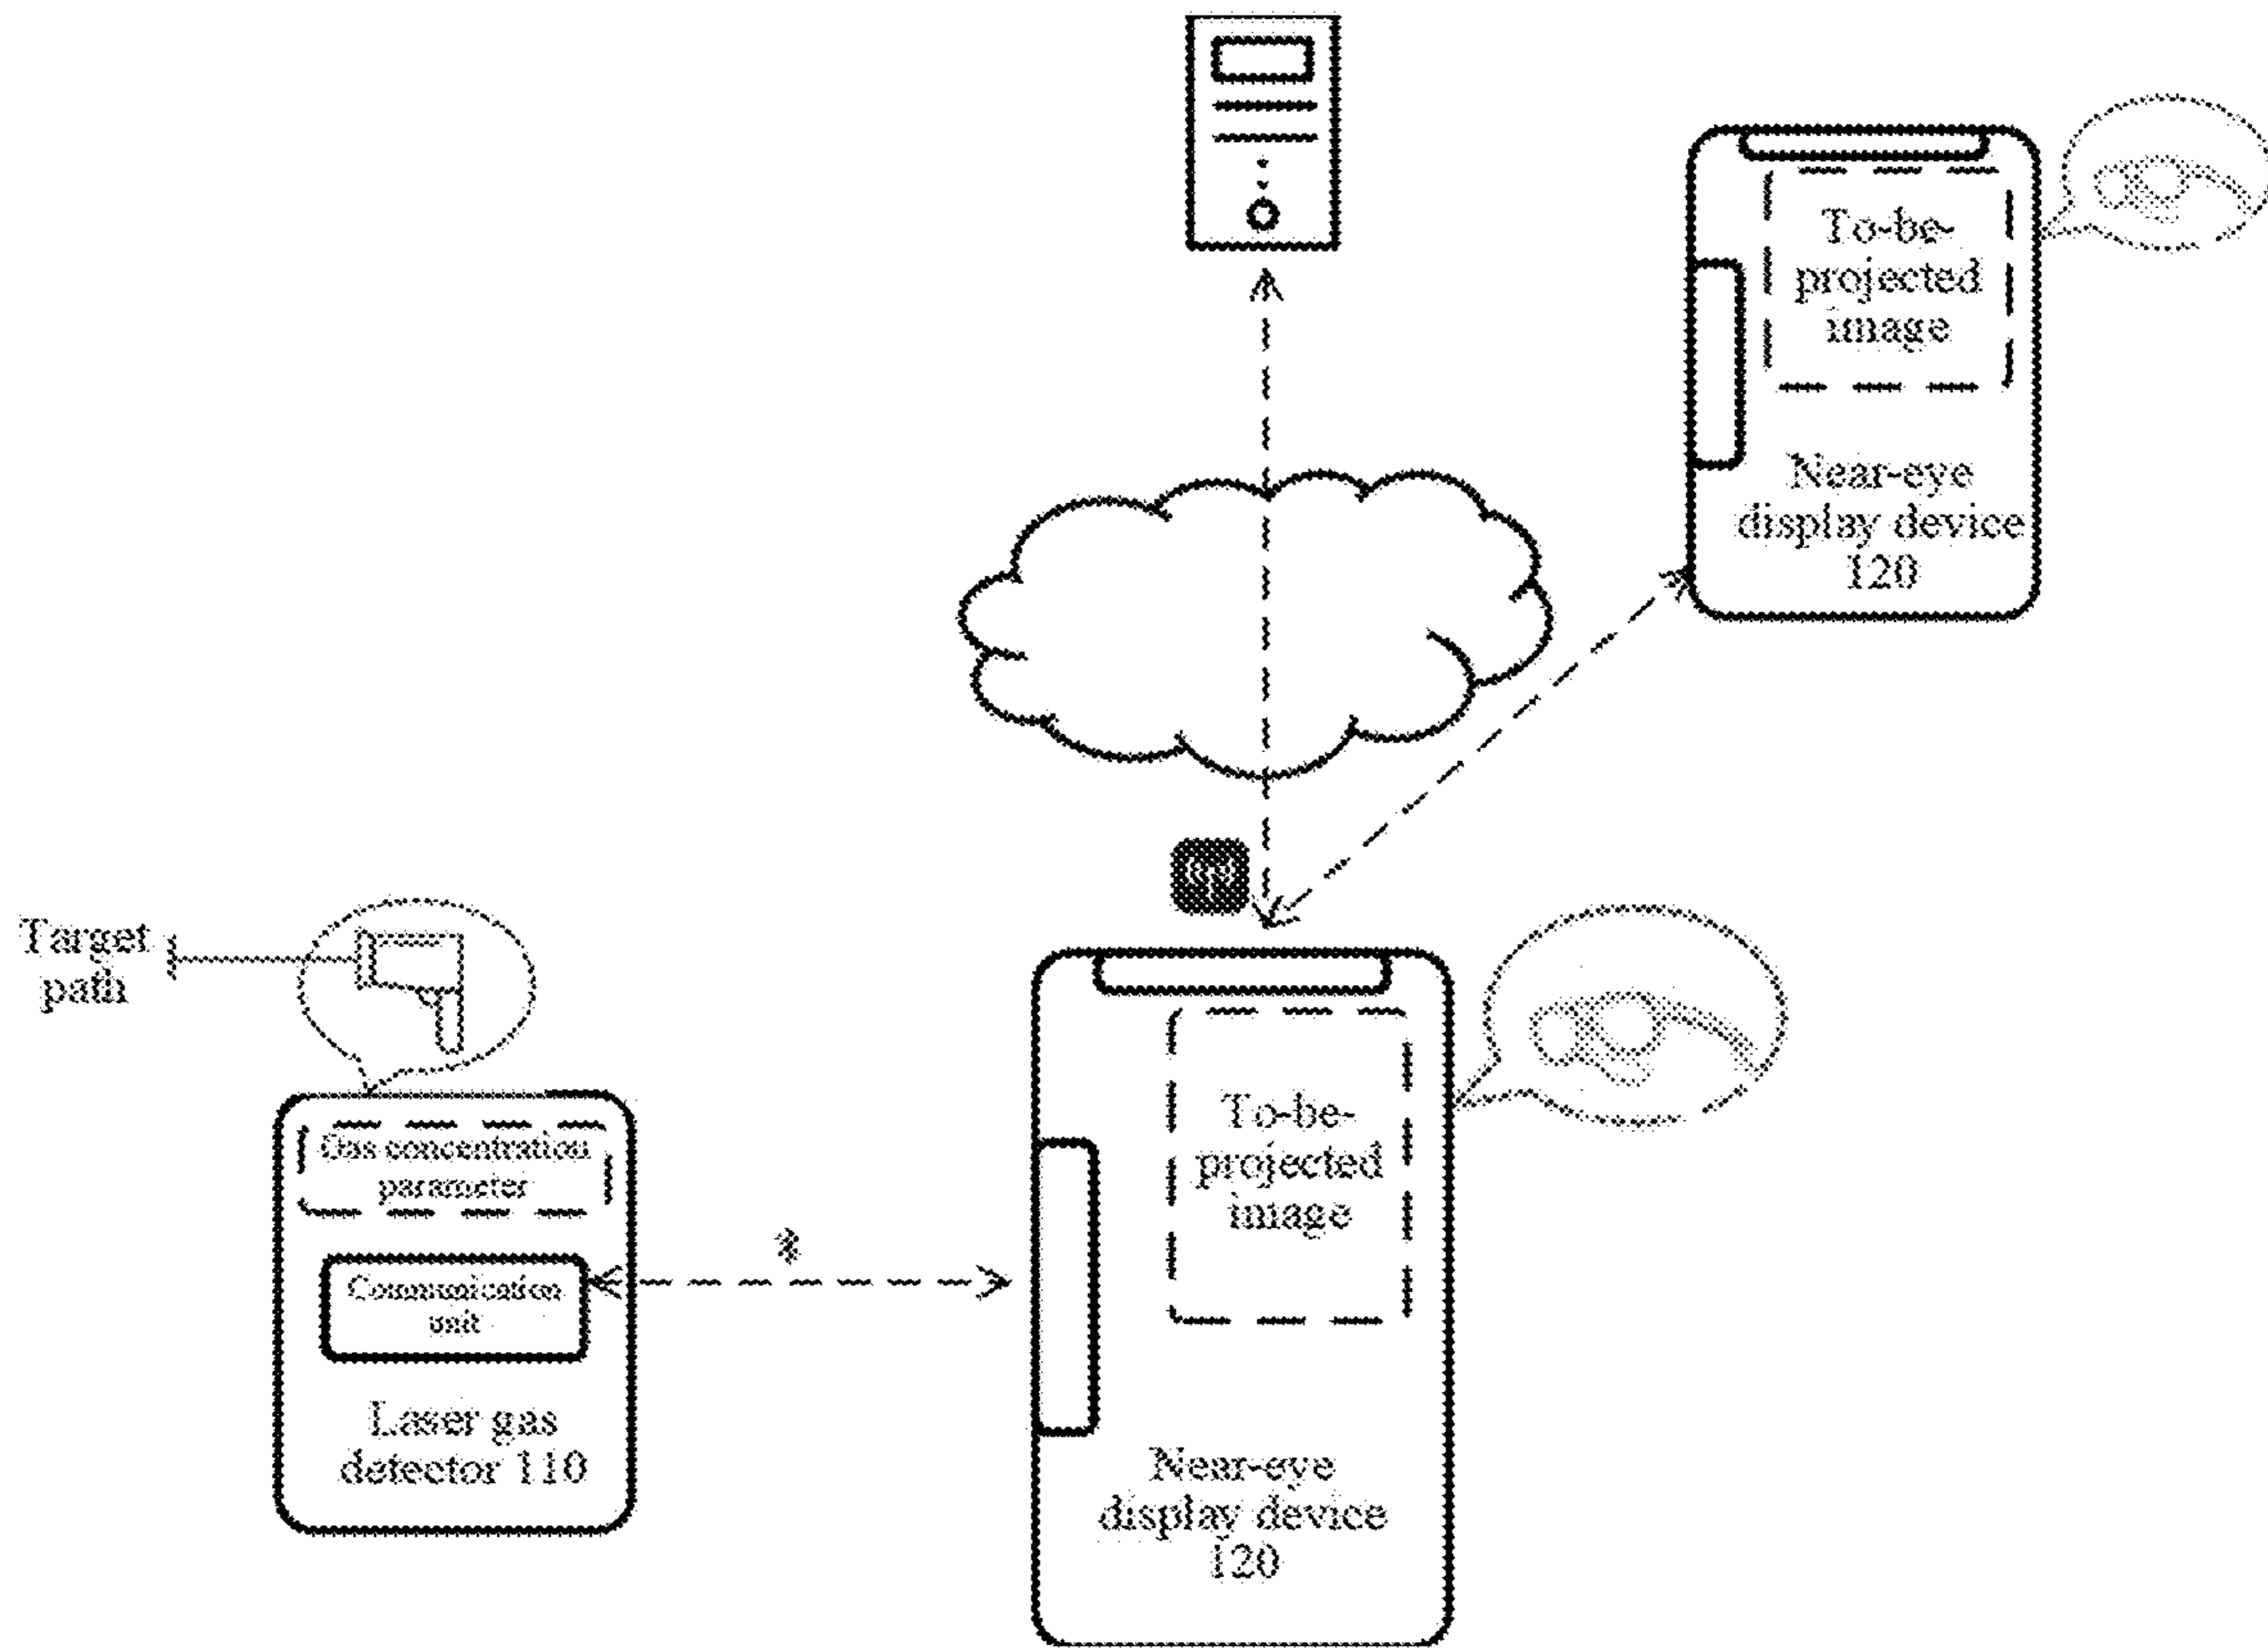 To-be-
projected
image
Near-eye
display device
120
Target
path
Gas concentration
parameter
Communication
unit
Laser gas
detector 110
To-be-
projected
image
Near-eye
display device
120